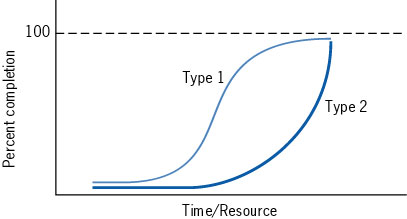 100
Percent completion
Type 1
Type 2
Time/Resource